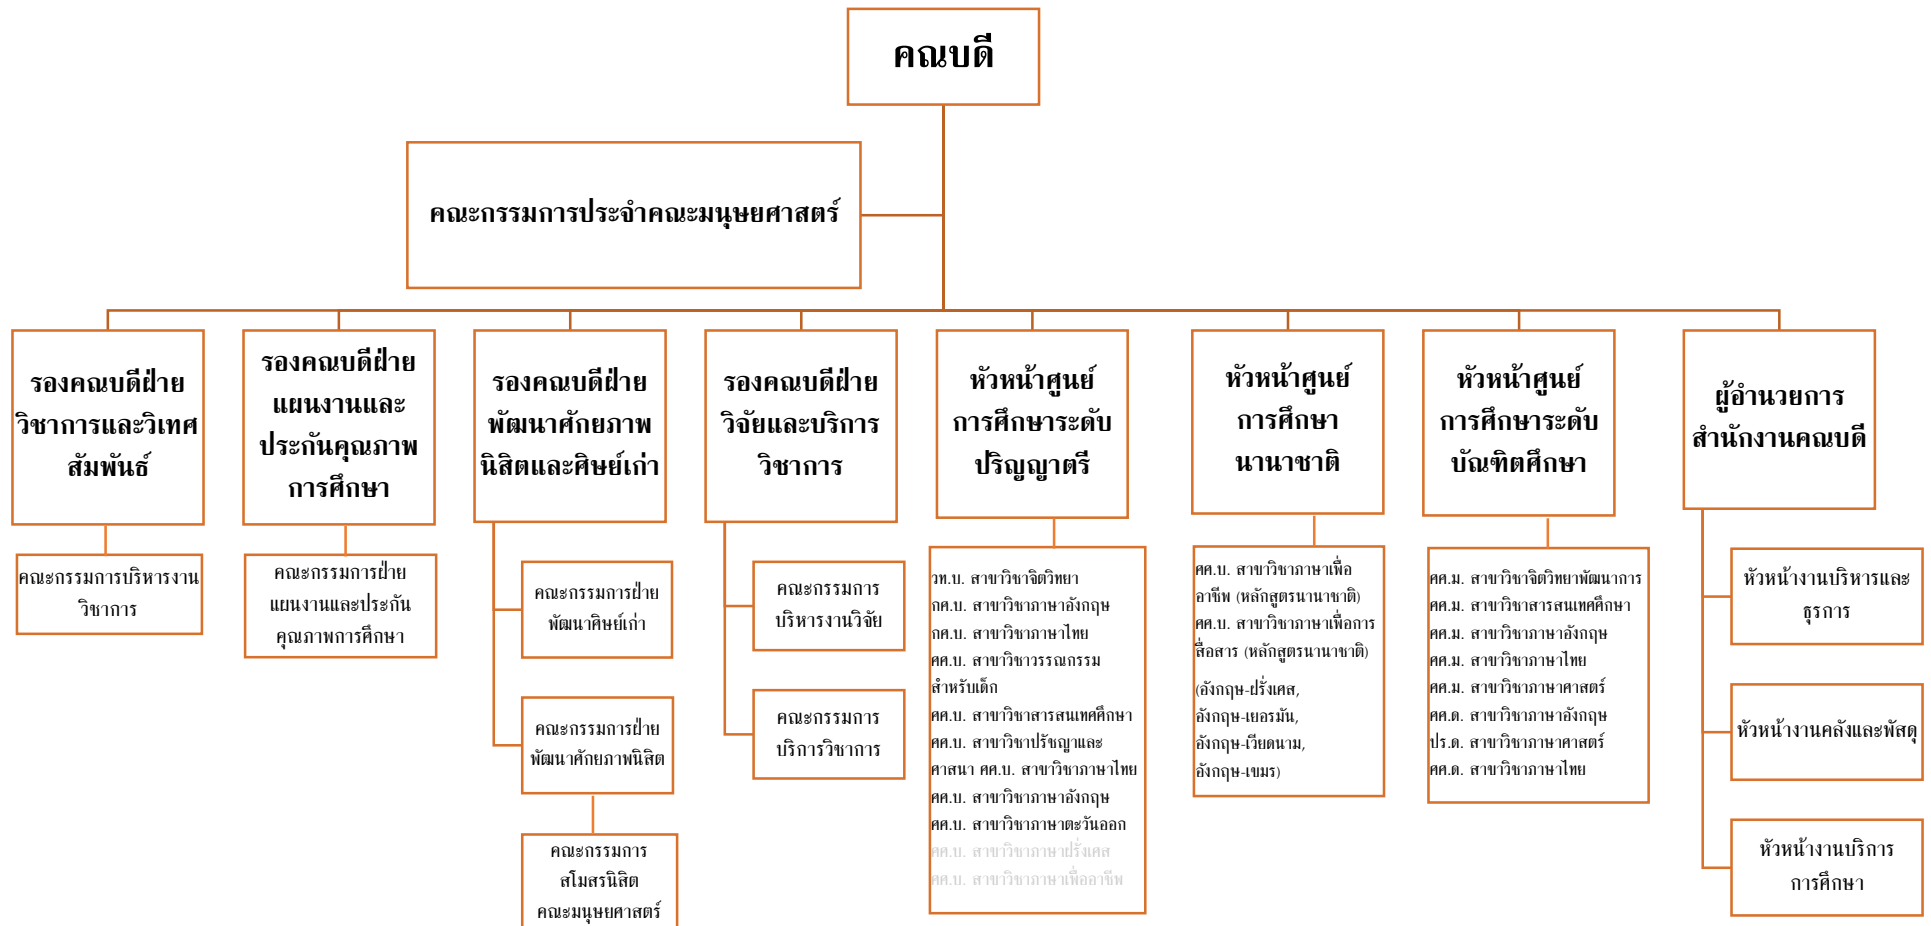 คณบดี
คณะกรรมการประจำคณะมนุษยศาสตร์
รองคณบดีฝ่าย
วิชาการและวิเทศ
สัมพันธ์
คณะกรรมการบริหารงาน
วิชาการ
รองคณบดีฝ่าย
แผนงานและ
ประกันคุณภาพ
การศึกษา
คณะกรรมการฝ่าย
แผนงานและประกัน
คุณภาพการศึกษา
รองคณบดีฝ่าย
พัฒนาศักยภาพ
นิสิตและศิษย์เก่า
คณะกรรมการฝ่าย
พัฒนาศิษย์เก่า
คณะกรรมการฝ่าย
พัฒนาศักยภาพนิสิต
คณะกรรมการ
สโมสรนิสิต
คณะมนุษยศาสตร์
รองคณบดีฝ่าย
วิจัยและบริการ
วิชาการ
คณะกรรมการ
บริหารงานวิจัย
คณะกรรมการ
บริการวิชาการ
หัวหน้าศูนย์
การศึกษาระดับ
ปริญญาตรี
วท.บ. สาขาวิชาจิตวิทยา
กศ.บ. สาขาวิชาภาษาอังกฤษ
กศ.บ. สาขาวิชาภาษาไทย
ศศ.บ. สาขาวิชาวรรณกรรม
สำหรับเด็ก
ศศ.บ. สาขาวิชาสารสนเทศศึกษา
ศศ.บ. สาขาวิชาปรัชญาและ
ศาสนา ศศ.บ. สาขาวิชาภาษาไทย
ศศ.บ. สาขาวิชาภาษาอังกฤษ
ศศ.บ. สาขาวิชาภาษาตะวันออก
ศศ.บ. สาขาวิชาภาษาฝรั่งเศส
ศศ.บ. สาขาวิชาภาษาเพื่ออาชีพ
หัวหน้าศูนย์
การศึกษา
นานาชาติ
ศศ.บ. สาขาวิชาภาษาเพื่อ
อาชีพ (หลักสูตรนานาชาติ)
ศศ.บ. สาขาวิชาภาษาเพื่อการ
สื่อสาร (หลักสูตรนานาชาติ)
(อังกฤษ-ฝรั่งเศส,
อังกฤษ-เยอรมัน,
อังกฤษ-เวียดนาม,
อังกฤษ-เขมร)
หัวหน้าศูนย์
การศึกษาระดับ
บัณฑิตศึกษา
ศศ.ม. สาขาวิชาจิตวิทยาพัฒนาการ
ศศ.ม. สาขาวิชาสารสนเทศศึกษา
ศศ.ม. สาขาวิชาภาษาอังกฤษ
ศศ.ม. สาขาวิชาภาษาไทย
ศศ.ม. สาขาวิชาภาษาศาสตร์
ศศ.ด. สาขาวิชาภาษาอังกฤษ
ปร.ด. สาขาวิชาภาษาศาสตร์
ศศ.ด. สาขาวิชาภาษาไทย
ผู้อำนวยการ
สำนักงานคณบดี
หัวหน้างานบริหารและ
ธุรการ
หัวหน้างานคลังและพัสดุ
หัวหน้างานบริการ
การศึกษา